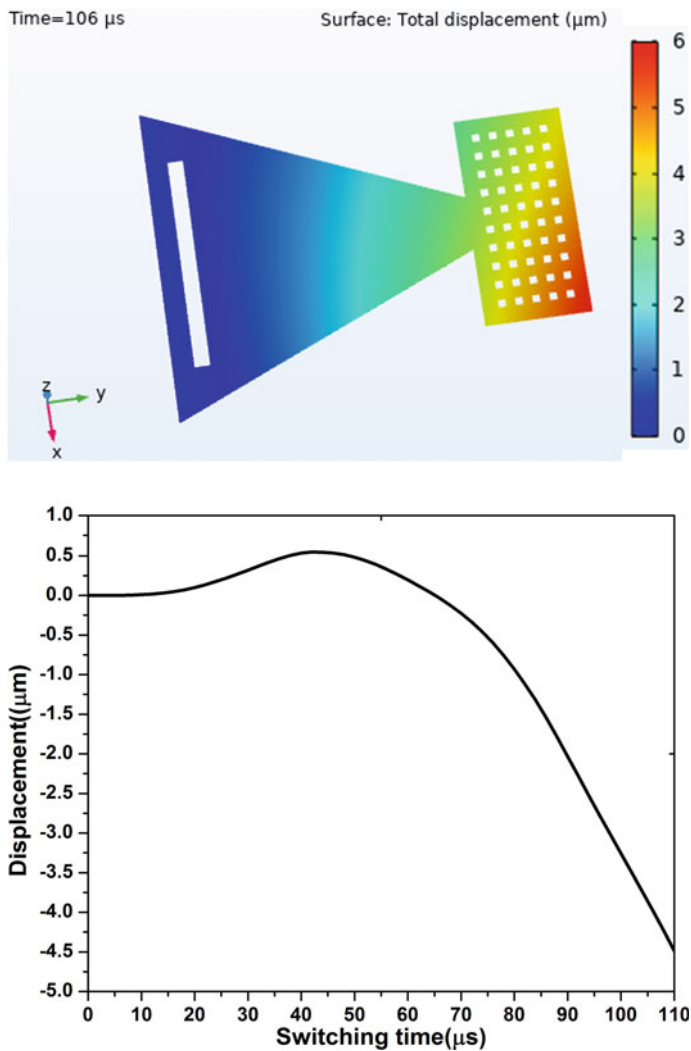 Time=106 μs Surface: Total displacement (μm)
6
5
4
3
2
1
0
z
y
x
1.0
0.5
0.0
-0.5
-1.0
-1.5
-2.0
-2.5
-3.0
-3.5
-4.0
-4.5
-5.0
Displacement((μm)
0 10 20 30 40 50 60 70 80 90 100 110
Switching time(μs)